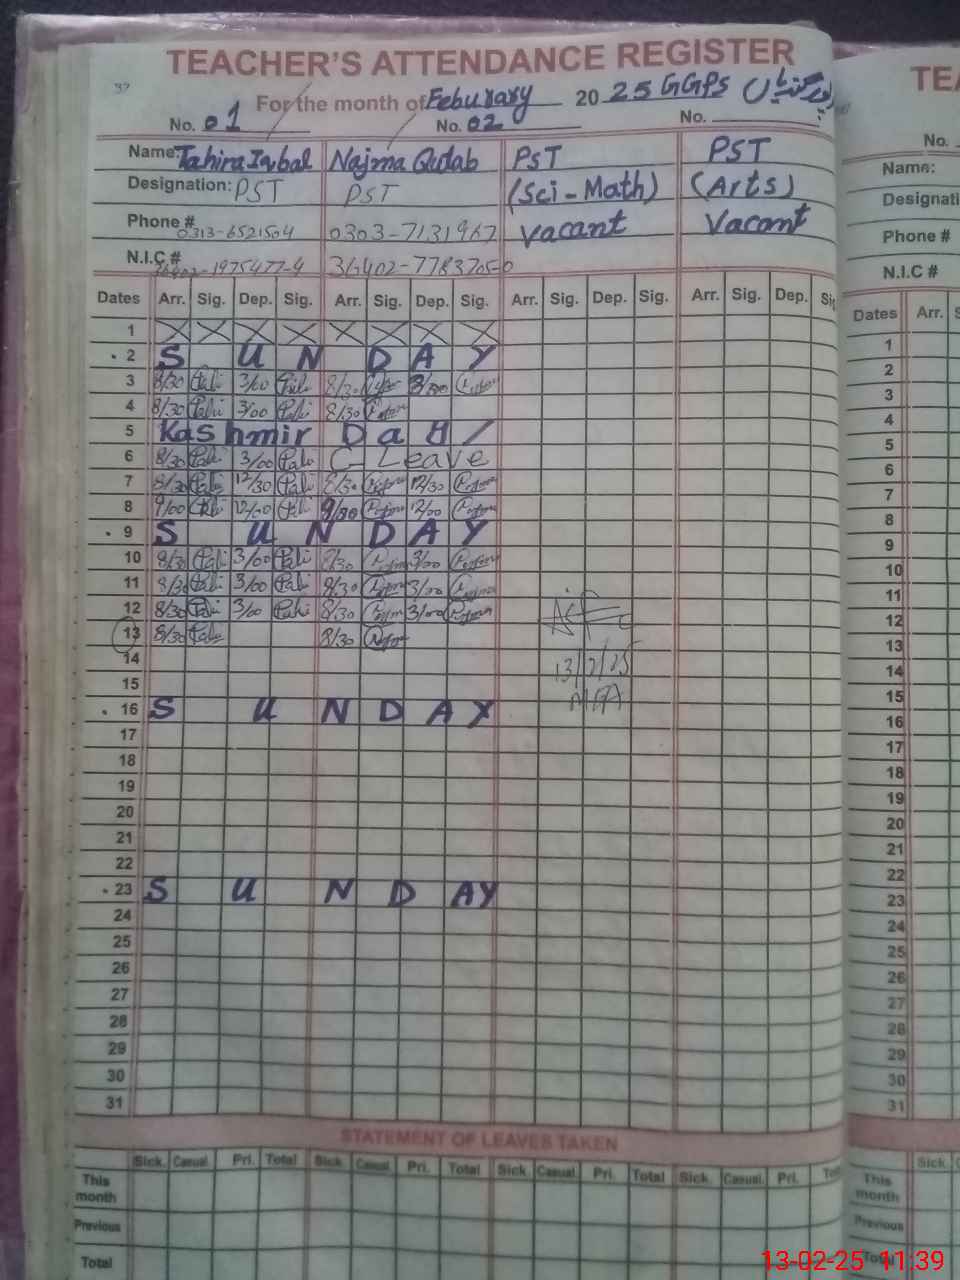 TEACHER'S ATTENDANCE REGISTER
37
For the month of Feburary 2025 GGPS
No. 01 No. 02 No.
Name: Tahira Iqbal Najma Qutab PST PST
Designation: PST PST (Sci-Math) (Arts)
Phone # 0313-6521504 0303-7131967 Vacant Vacant
N.I.C # 36402-1975477-4 36402-7783705-0
Dates Arr. Sig. Dep. Sig. Arr. Sig. Dep. Sig. Arr. Sig. Dep. Sig. Arr. Sig. Dep. Sig
1
2 SUNDAY
3 8/30 3/00 8/30 3/00
4 8/30 3/00 8/30
5 Kashmir Day
6 8/30 3/00 C-Leave
7 8/30 12/30 8/30 12/30
8 9/00 12/00 9/00 12/00
9 SUNDAY
10 8/30 3/00 8/30 3/00
11 8/30 3/00 8/30 3/00
12 8/30 3/00 8/30 3/00
13 8/30 8/30
14 13/2/25
15
16 SUNDAY
17
18
19
20
21
22
23 SUNDAY
24
25
26
27
28
29
30
31
STATEMENT OF LEAVES TAKEN
Sick. Casual. Pri. Total Sick. Casual. Pri. Total Sick. Casual. Pri. Total Sick. Casual. Pri.
This month
Previous
Total
TEA
No.
Name:
Designati
Phone #
N.I.C #
Dates Arr.
1
2
3
4
5
6
7
8
9
10
11
12
13
14
15
16
17
18
19
20
21
22
23
24
25
26
27
28
29
30
31
Sick.
This month
Previous
Total
13-02-25 11:39